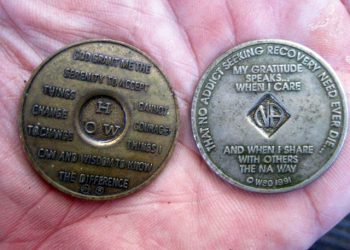 GOD GRANT ME THE
SERENITY TO ACCEPT
THINGS I CANNOT
CHANGE COURAGE
TO CHANGE THINGS I
CAN AND WISDOM TO KNOW
THE DIFFERENCE
H
O W
THAT NO ADDICT SEEKING RECOVERY NEED EVER DIE...
MY GRATITUDE
SPEAKS...
WHEN I CARE
NA
AND WHEN I SHARE
WITH OTHERS
THE NA WAY
© WSO 1991